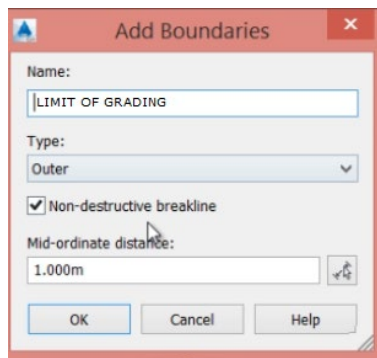 Add Boundaries
Name:
LIMIT OF GRADING
Type:
Outer
Non-destructive breakline
Mid-ordinate distance:
1.000m
OK Cancel Help